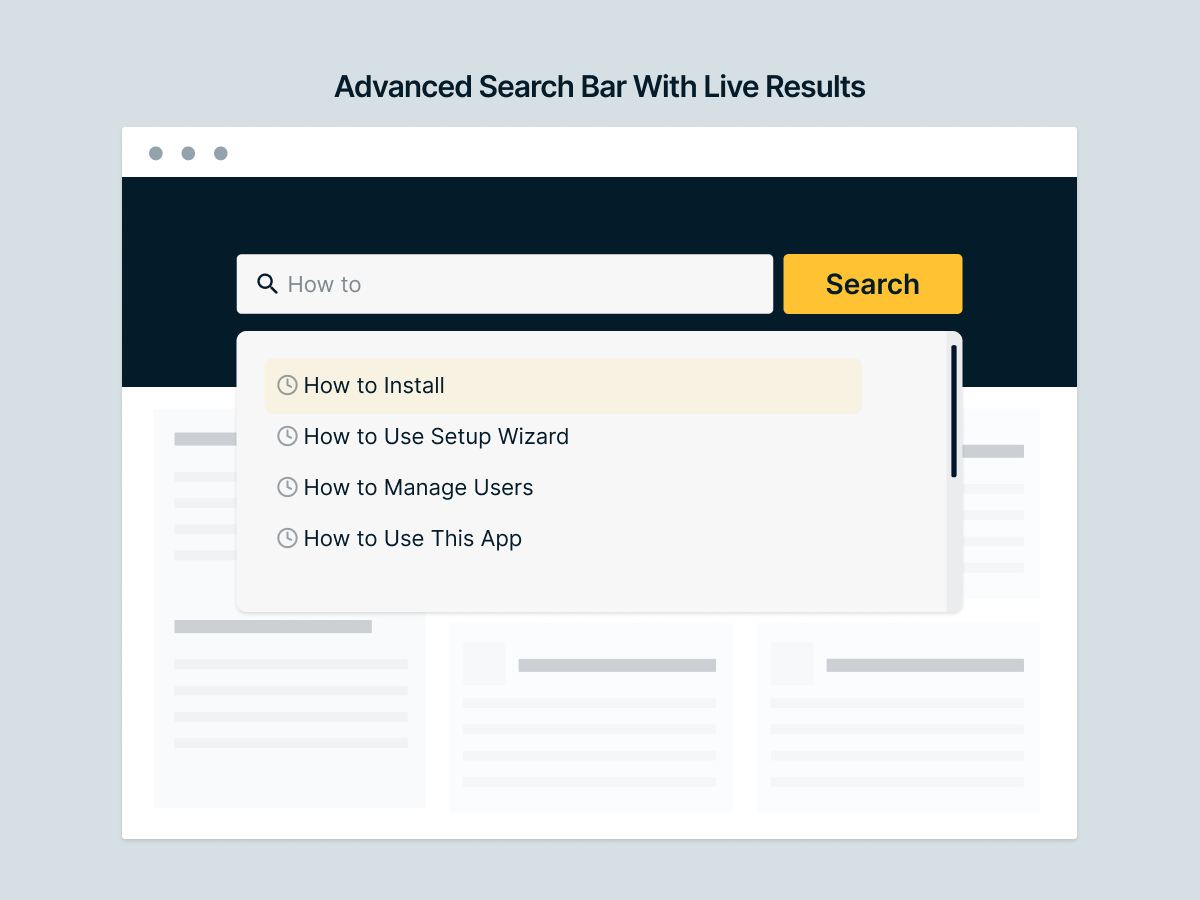 Advanced Search Bar With Live Results
How to
Search
How to Install
How to Use Setup Wizard
How to Manage Users
How to Use This App